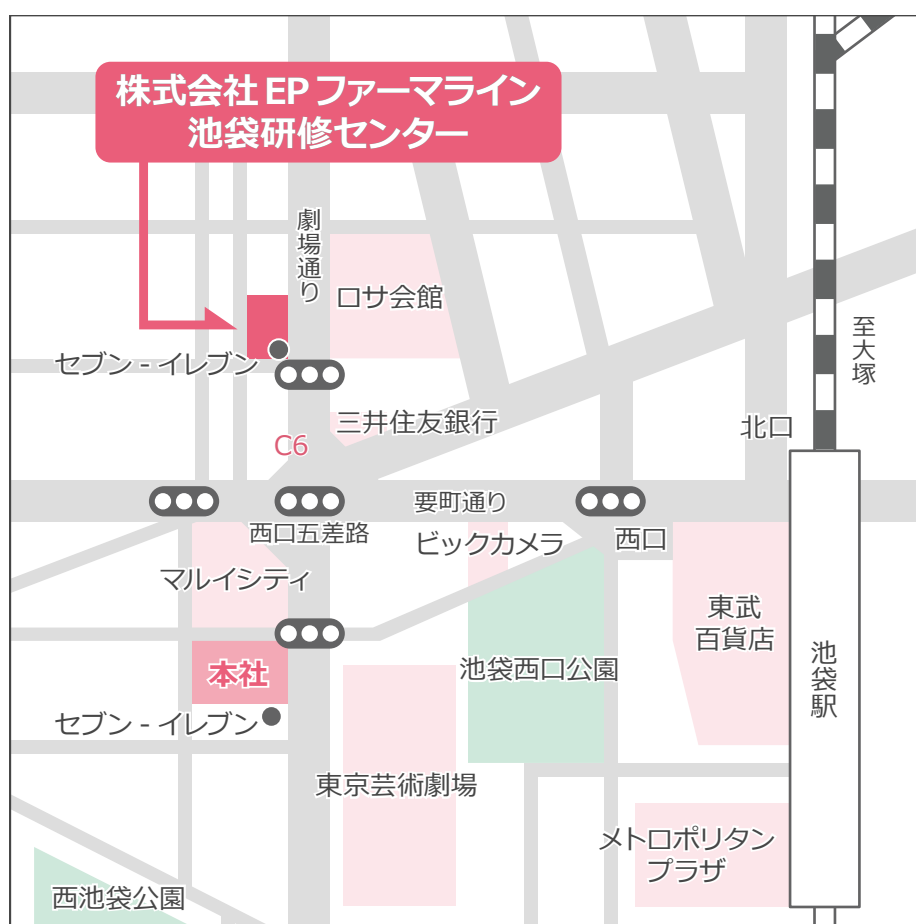 株式会社 EP ファーマライン
池袋研修センター
劇場通り
ロサ会館
至大塚
セブン - イレブン
三井住友銀行
北口
C6
要町通り
西口五差路
ビックカメラ
西口
マルイシティ
東武
百貨店
池袋駅
本社
池袋西口公園
セブン - イレブン
東京芸術劇場
メトロポリタン
プラザ
西池袋公園